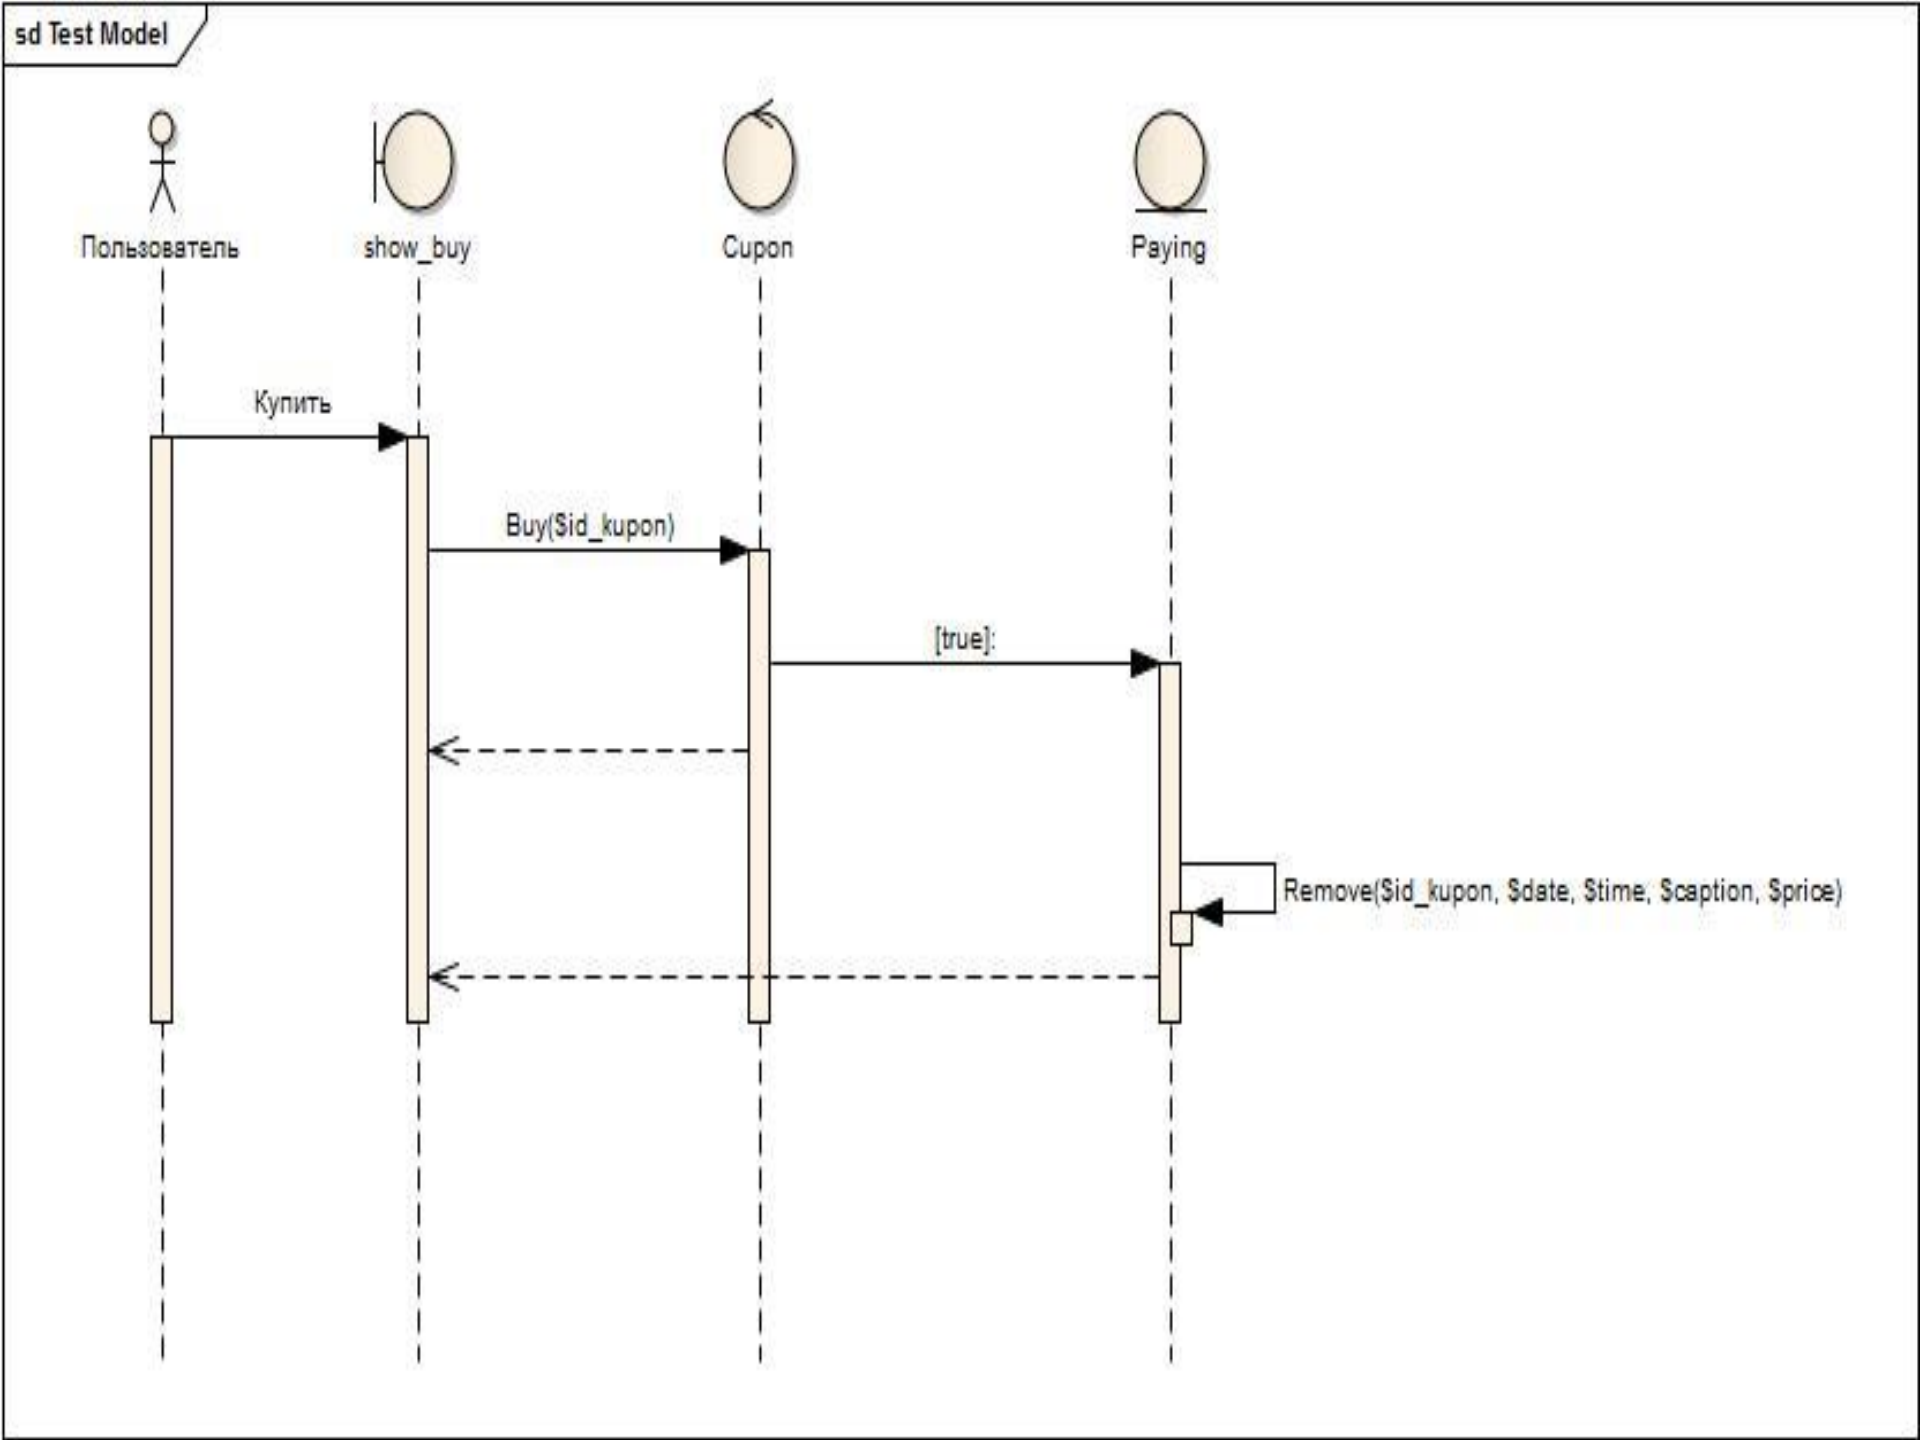 sd Test Model
Пользователь
show_buy
Cupon
Paying
Купить
Buy($id_kupon)
[true]:
Remove($id_kupon, $date, $time, $caption, $price)